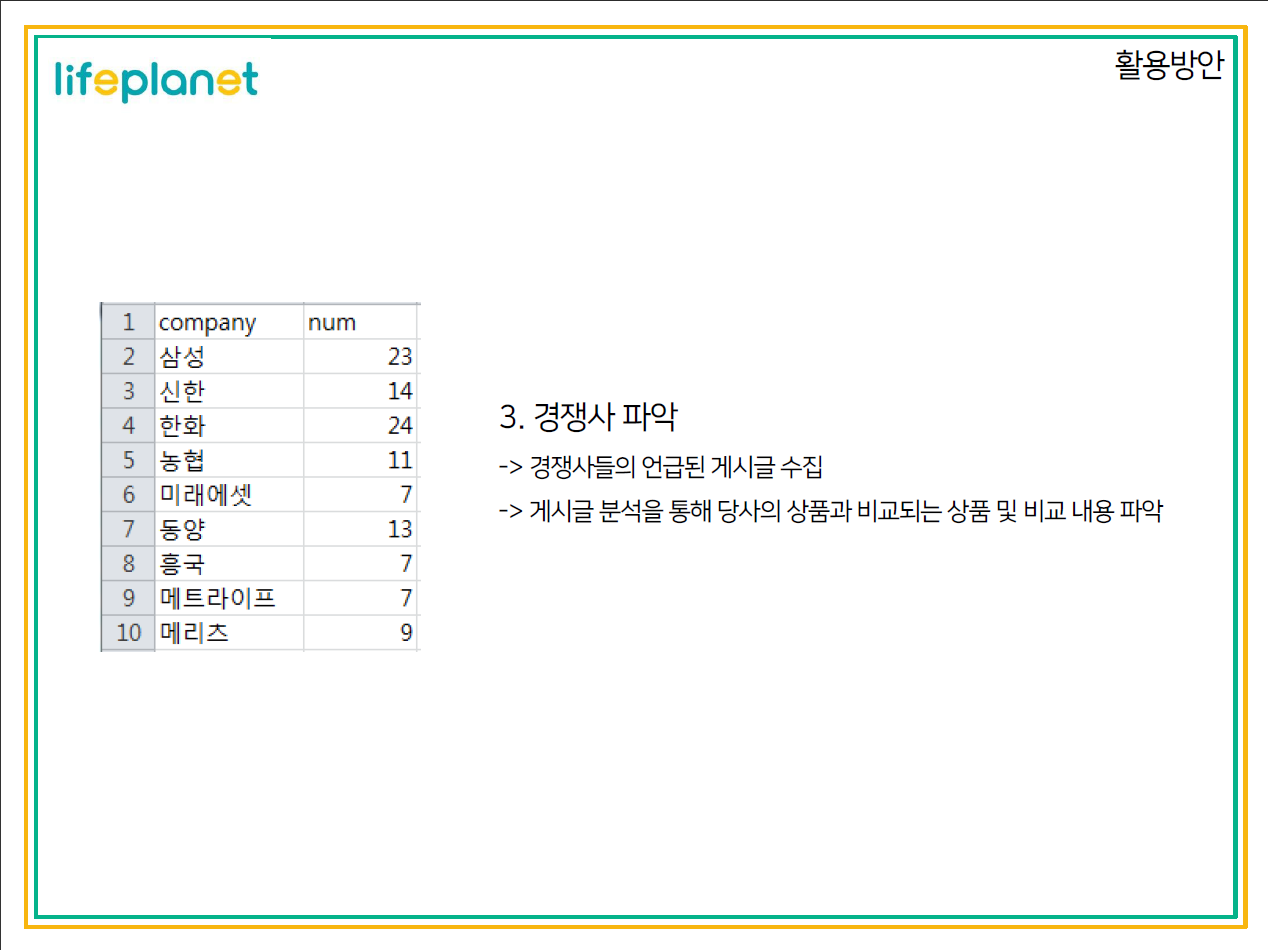 lifeplanet
활용방안
1 company num
2 삼성 23
3 신한 14
4 한화 24
5 농협 11
6 미래에셋 7
7 동양 13
8 흥국 7
9 메트라이프 7
10 메리츠 9
3. 경쟁사 파악
-> 경쟁사들의 언급된 게시글 수집
-> 게시글 분석을 통해 당사의 상품과 비교되는 상품 및 비교 내용 파악